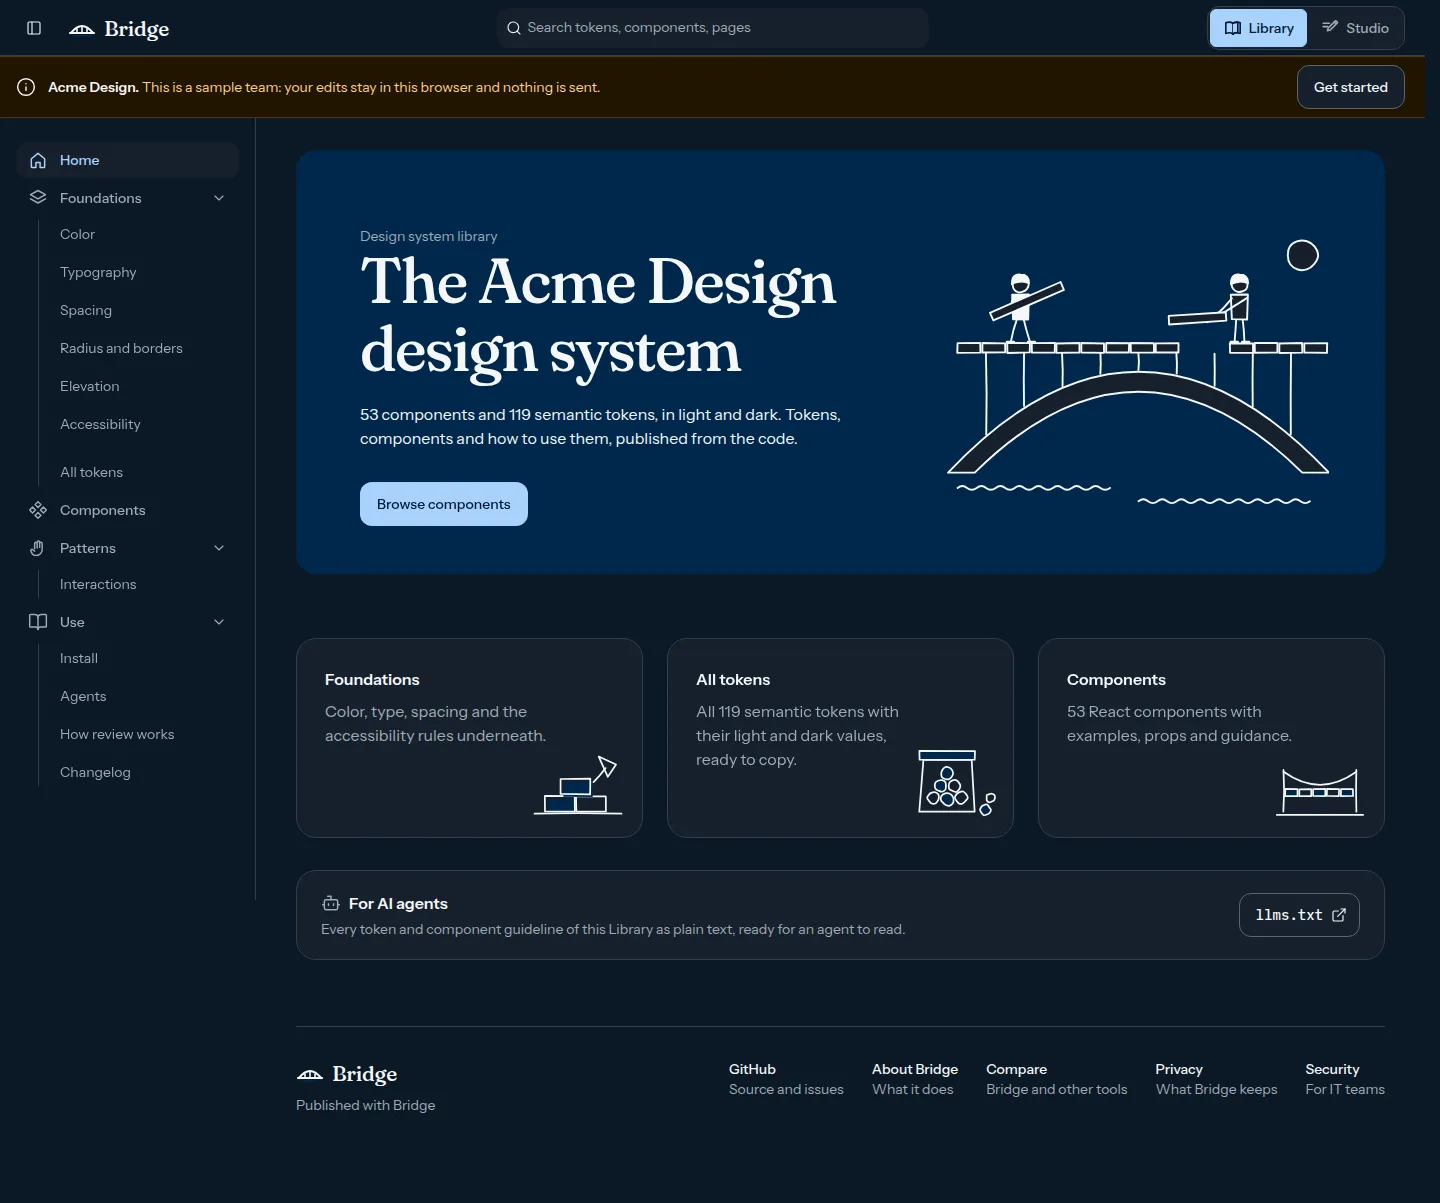 Bridge
Search tokens, components, pages
Library
Studio
Acme Design. This is a sample team: your edits stay in this browser and nothing is sent.
Get started
Home
Foundations
Color
Typography
Spacing
Radius and borders
Elevation
Accessibility
All tokens
Components
Patterns
Interactions
Use
Install
Agents
How review works
Changelog
Design system library
The Acme Design
design system
53 components and 119 semantic tokens, in light and dark. Tokens,
components and how to use them, published from the code.
Browse components
Foundations
Color, type, spacing and the
accessibility rules underneath.
All tokens
All 119 semantic tokens with
their light and dark values,
ready to copy.
Components
53 React components with
examples, props and guidance.
For AI agents
Every token and component guideline of this Library as plain text, ready for an agent to read.
llms.txt
Bridge
Published with Bridge
GitHub
Source and issues
About Bridge
What it does
Compare
Bridge and other tools
Privacy
What Bridge keeps
Security
For IT teams